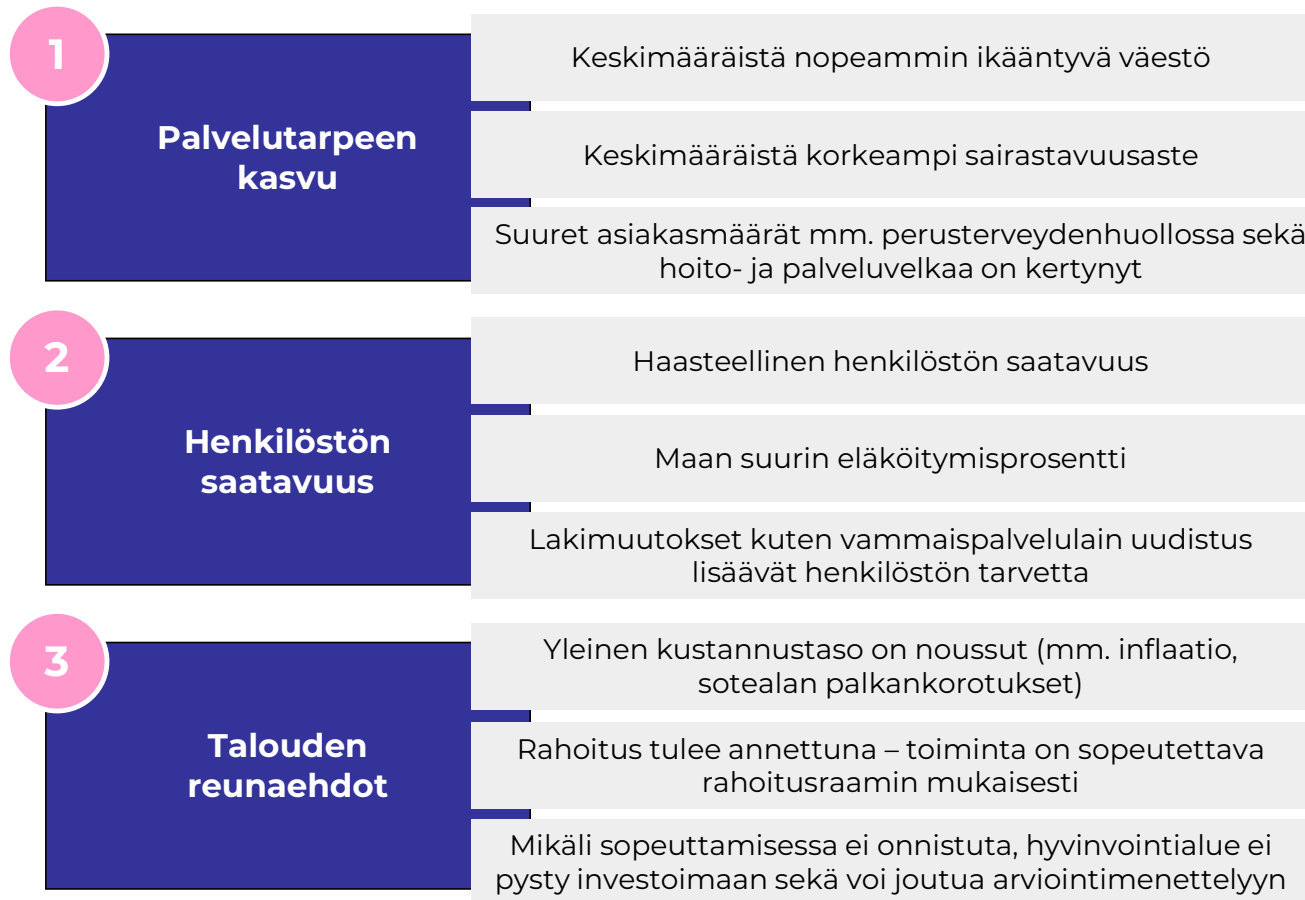 1
Palvelutarpeen
kasvu
Keskimääräistä nopeammin ikääntyvä väestö
Keskimääräistä korkeampi sairastavuusaste
Suuret asiakasmäärät mm. perusterveydenhuollossa sekä
hoito- ja palveluvelkaa on kertynyt
2
Henkilöstön
saatavuus
Haasteellinen henkilöstön saatavuus
Maan suurin eläköitymisprosentti
Lakimuutokset kuten vammaispalvelulain uudistus
lisäävät henkilöstön tarvetta
3
Talouden
reunaehdot
Yleinen kustannustaso on noussut (mm. inflaatio,
sotealan palkankorotukset)
Rahoitus tulee annettuna – toiminta on sopeutettava
rahoitusraamin mukaisesti
Mikäli sopeuttamisessa ei onnistuta, hyvinvointialue ei
pysty investoimaan sekä voi joutua arviointimenettelyyn